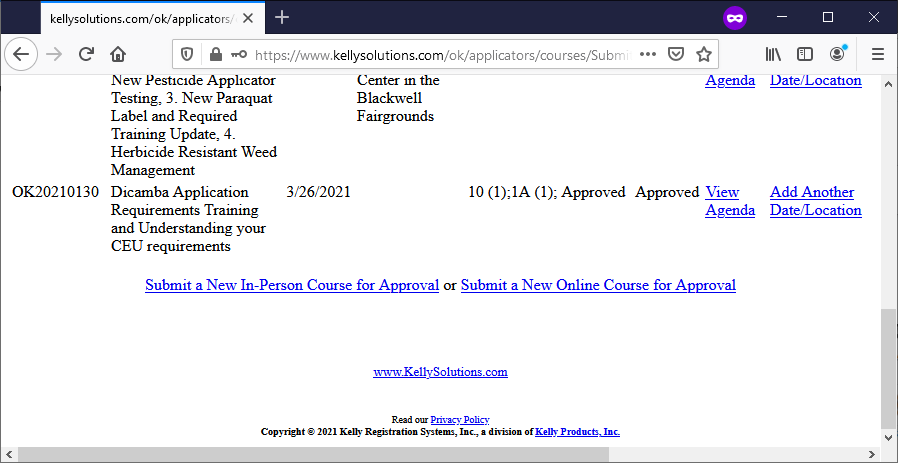 kellysolutions.com/ok/applicators/
https://www.kellysolutions.com/ok/applicators/courses/Submi
New Pesticide Applicator Center in the Agenda Date/Location
Testing, 3. New Paraquat Blackwell
Label and Required Fairgrounds
Training Update, 4.
Herbicide Resistant Weed
Management
OK20210130 Dicamba Application 3/26/2021 10 (1);1A (1); Approved Approved View Add Another
Requirements Training Agenda Date/Location
and Understanding your
CEU requirements
Submit a New In-Person Course for Approval or Submit a New Online Course for Approval
www.KellySolutions.com
Read our Privacy Policy
Copyright © 2021 Kelly Registration Systems, Inc., a division of Kelly Products, Inc.